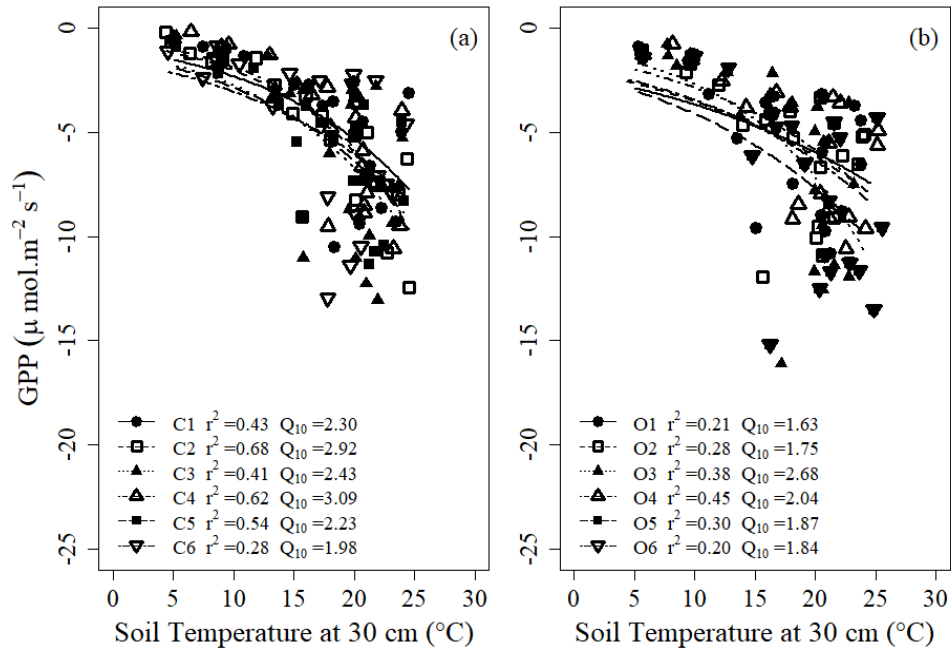 (a)
(b)
GPP (μ mol.m⁻² s⁻¹)
0
-5
-10
-15
-20
-25
C1 r² =0.43 Q₁₀ =2.30
C2 r² =0.68 Q₁₀ =2.92
C3 r² =0.41 Q₁₀ =2.43
C4 r² =0.62 Q₁₀ =3.09
C5 r² =0.54 Q₁₀ =2.23
C6 r² =0.28 Q₁₀ =1.98
0 5 10 15 20 25 30
Soil Temperature at 30 cm (°C)
0
-5
-10
-15
-20
-25
O1 r² =0.21 Q₁₀ =1.63
O2 r² =0.28 Q₁₀ =1.75
O3 r² =0.38 Q₁₀ =2.68
O4 r² =0.45 Q₁₀ =2.04
O5 r² =0.30 Q₁₀ =1.87
O6 r² =0.20 Q₁₀ =1.84
0 5 10 15 20 25 30
Soil Temperature at 30 cm (°C)